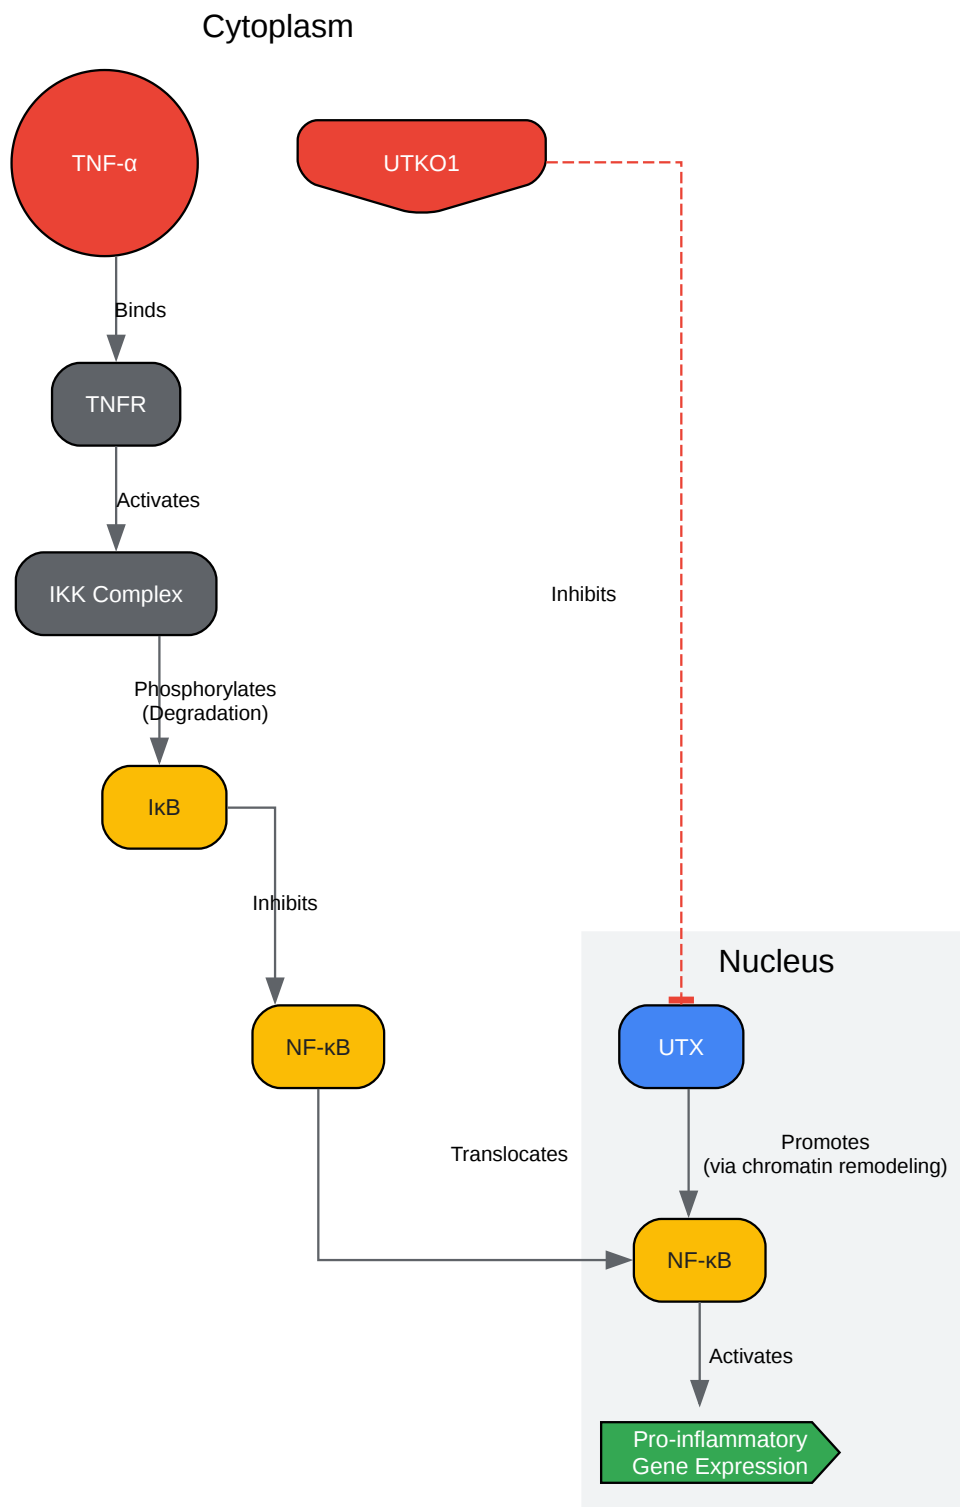 Cytoplasm
TNF-α
UTKO1
Binds
TNFR
Activates
IKK Complex
Inhibits
Phosphorylates
(Degradation)
IκB
Inhibits
Nucleus
NF-κB
UTX
Translocates
Promotes
(via chromatin remodeling)
NF-κB
Activates
Pro-inflammatory
Gene Expression